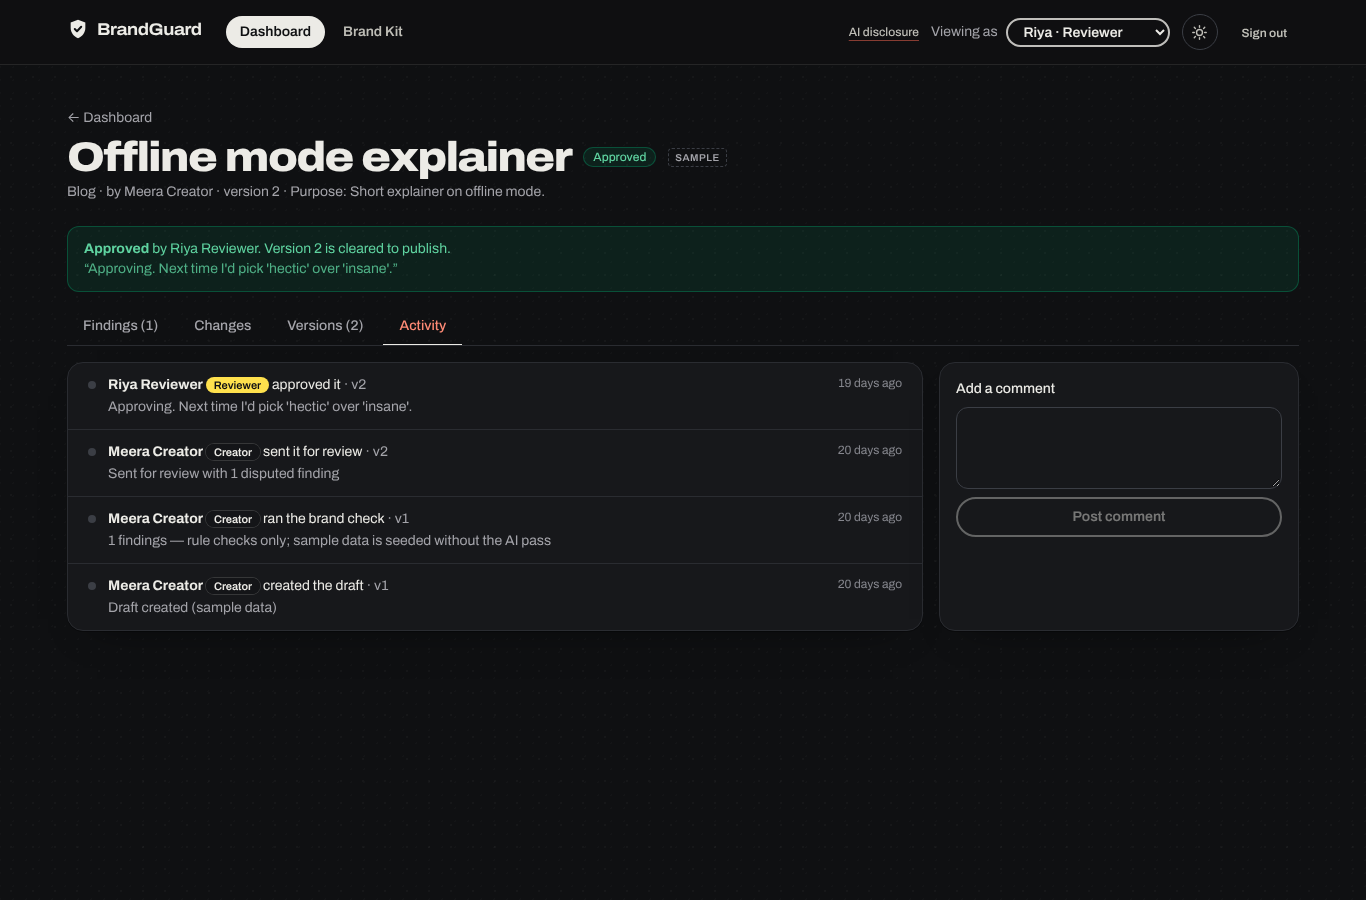 BrandGuard
Dashboard
Brand Kit
AI disclosure
Viewing as
Riya · Reviewer
Sign out
← Dashboard
Offline mode explainer
Approved
SAMPLE
Blog · by Meera Creator · version 2 · Purpose: Short explainer on offline mode.
Approved by Riya Reviewer. Version 2 is cleared to publish.
“Approving. Next time I'd pick 'hectic' over 'insane'.”
Findings (1)
Changes
Versions (2)
Activity
Riya Reviewer Reviewer approved it · v2
19 days ago
Approving. Next time I'd pick 'hectic' over 'insane'.
Meera Creator Creator sent it for review · v2
20 days ago
Sent for review with 1 disputed finding
Meera Creator Creator ran the brand check · v1
20 days ago
1 findings — rule checks only; sample data is seeded without the AI pass
Meera Creator Creator created the draft · v1
20 days ago
Draft created (sample data)
Add a comment
Post comment